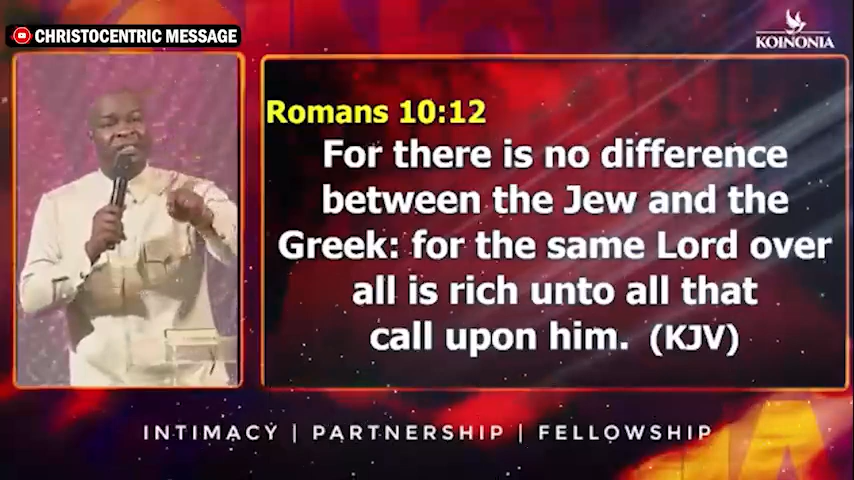 CHRISTOCENTRIC MESSAGE
KOINONIA
Romans 10:12
For there is no difference
between the Jew and the
Greek: for the same Lord over
all is rich unto all that
call upon him. (KJV)
INTIMACY | PARTNERSHIP | FELLOWSHIP